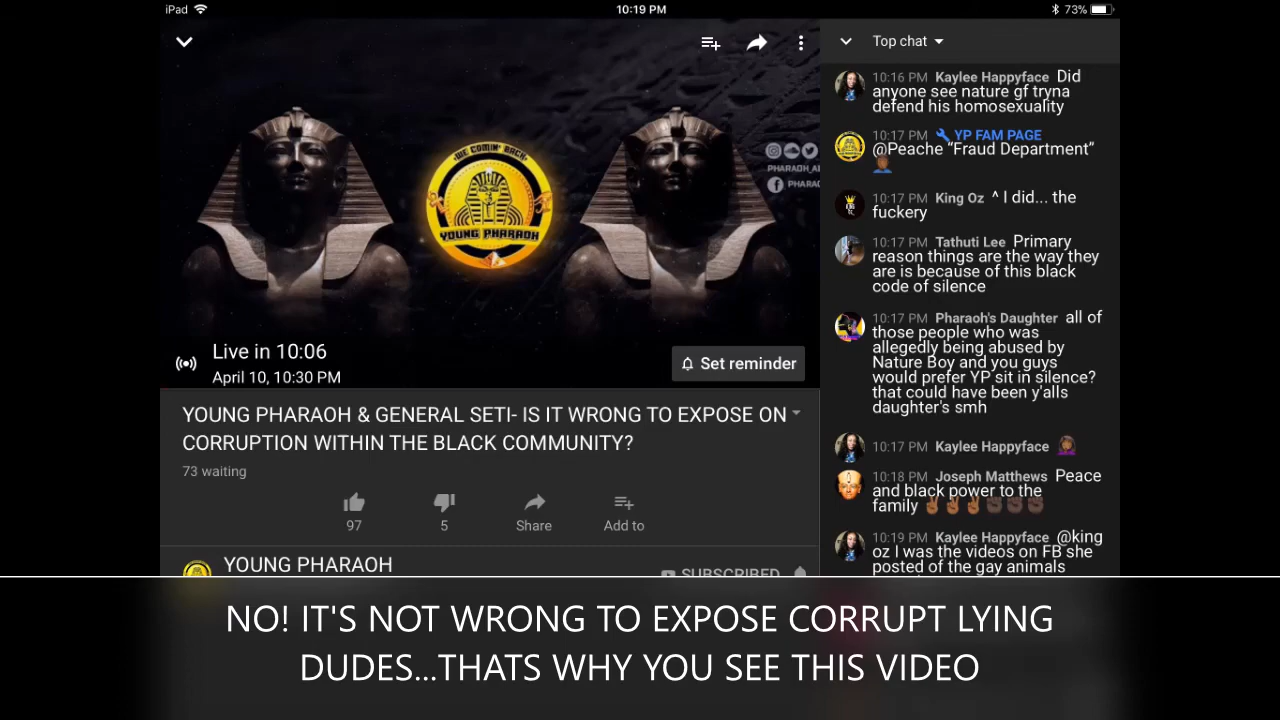 iPad
10:19 PM
73%
WE COMIN' BACK
YOUNG PHARAOH
Live in 10:06
April 10, 10:30 PM
Set reminder
YOUNG PHARAOH & GENERAL SETI- IS IT WRONG TO EXPOSE ON
CORRUPTION WITHIN THE BLACK COMMUNITY?
73 waiting
97
5
Share
Add to
YOUNG PHARAOH
SUBSCRIBED
Top chat
10:16 PM Kaylee Happyface Did
anyone see nature gf tryna
defend his homosexuality
10:17 PM YP FAM PAGE
@Peache “Fraud Department”
10:17 PM King Oz ^ I did... the
fuckery
10:17 PM Tathuti Lee Primary
reason things are the way they
are is because of this black
code of silence
10:17 PM Pharaoh's Daughter all of
those people who was
allegedly being abused by
Nature Boy and you guys
would prefer YP sit in silence?
that could have been y'alls
daughter's smh
10:17 PM Kaylee Happyface
10:18 PM Joseph Matthews Peace
and black power to the
family ✌🏾✌🏾✌🏾✊🏿✊🏿✊🏿
10:19 PM Kaylee Happyface @king
oz I was the videos on FB she
posted of the gay animals
NO! IT'S NOT WRONG TO EXPOSE CORRUPT LYING
DUDES...THATS WHY YOU SEE THIS VIDEO